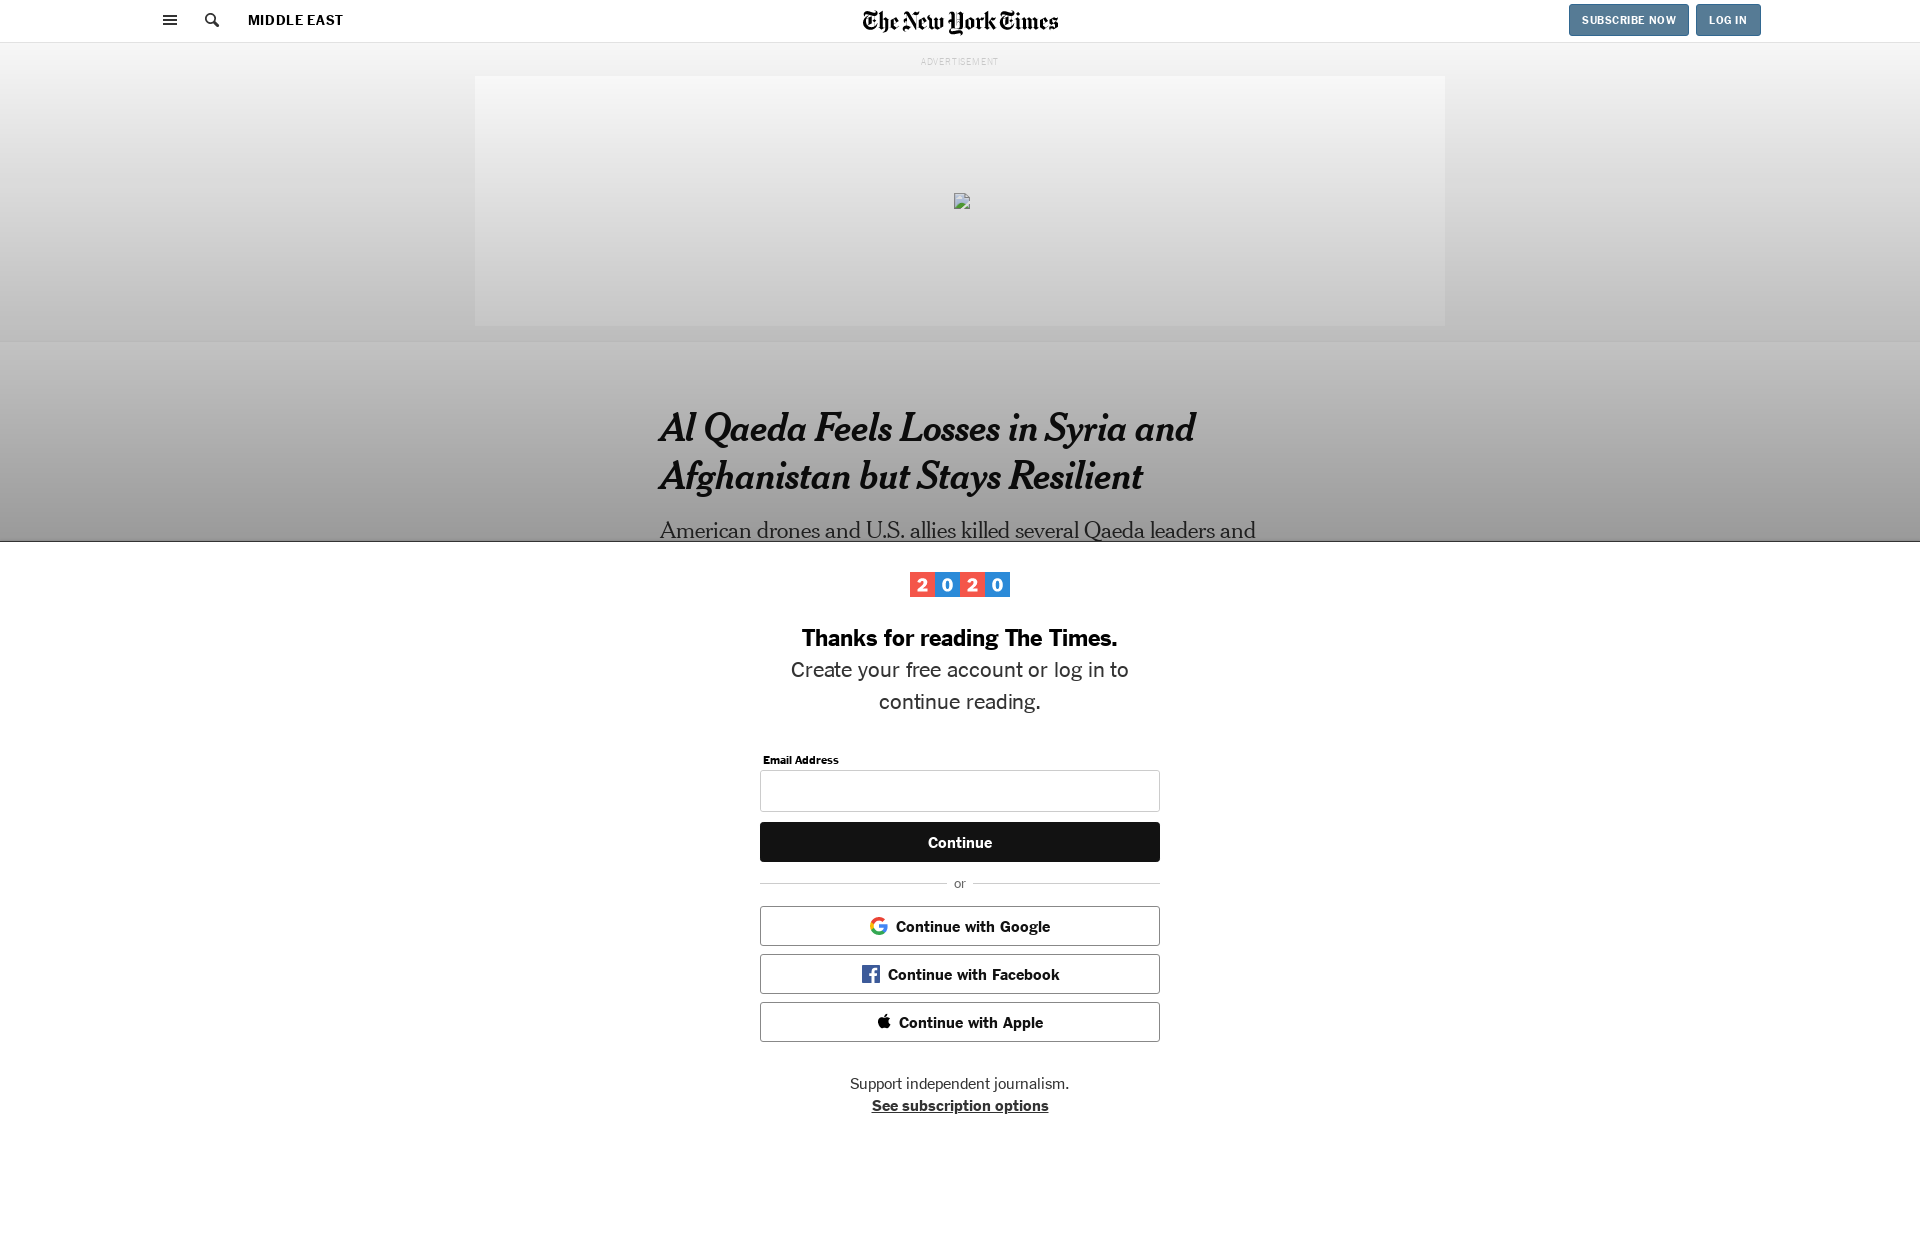 MIDDLE EAST
The New York Times
SUBSCRIBE NOW
LOG IN
ADVERTISEMENT
Al Qaeda Feels Losses in Syria and
Afghanistan but Stays Resilient
American drones and U.S. allies killed several Qaeda leaders and
2020
Thanks for reading The Times.
Create your free account or log in to
continue reading.
Email Address
Continue
or
Continue with Google
Continue with Facebook
Continue with Apple
Support independent journalism.
See subscription options